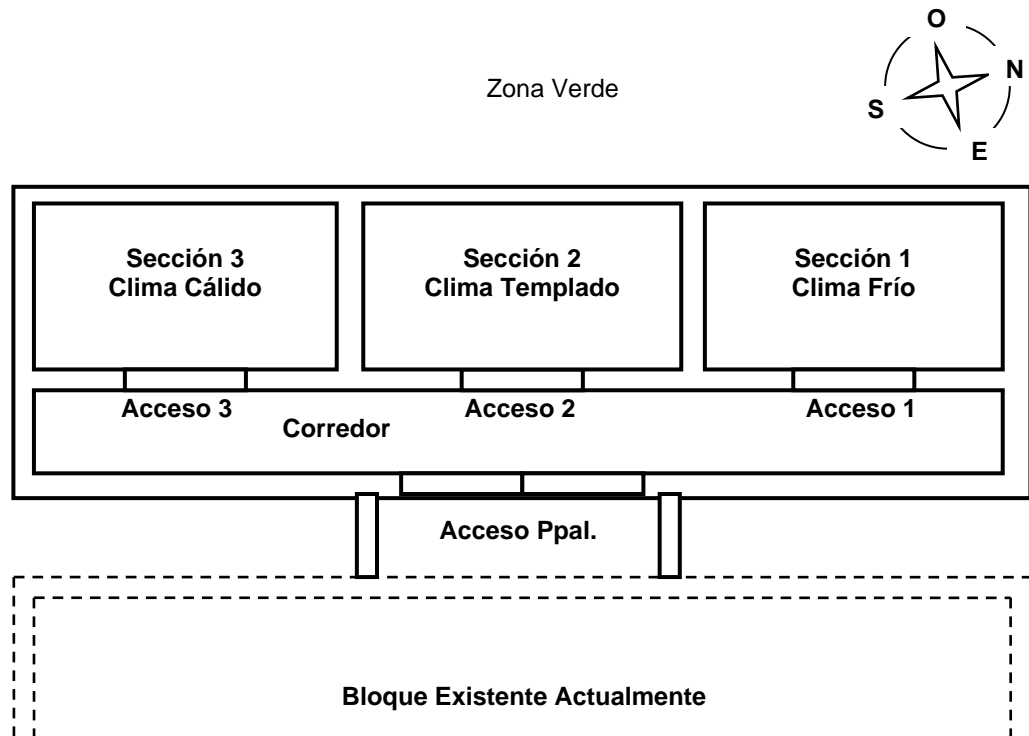 O
Zona Verde
N
S
E
Sección 3
Clima Cálido
Sección 2
Clima Templado
Sección 1
Clima Frío
Acceso 3
Acceso 2
Acceso 1
Corredor
Acceso Ppal.
Bloque Existente Actualmente